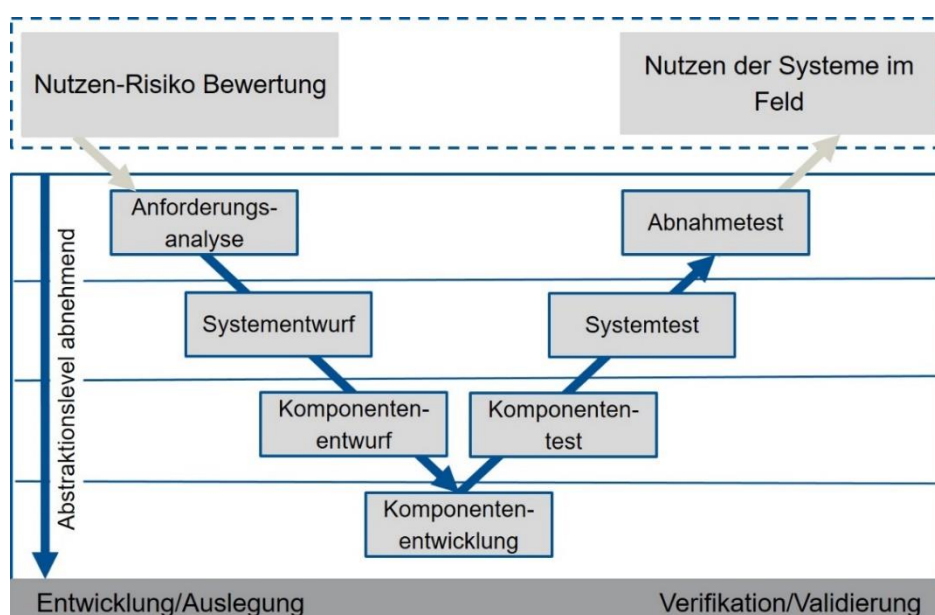 Nutzen-Risiko Bewertung
Nutzen der Systeme im
Feld
Abstraktionslevel abnehmend
Anforderungs-
analyse
Abnahmetest
Systementwurf
Systemtest
Komponenten-
entwurf
Komponenten-
test
Komponenten-
entwicklung
Entwicklung/Auslegung
Verifikation/Validierung